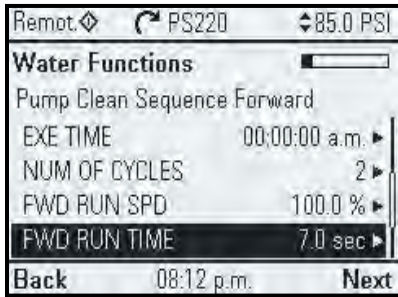 Remot. PS220 85.0 PSI
Water Functions
Pump Clean Sequence Forward
EXE TIME 00:00:00 a.m.
NUM OF CYCLES 2
FWD RUN SPD 100.0 %
FWD RUN TIME 7.0 sec
Back 08:12 p.m. Next